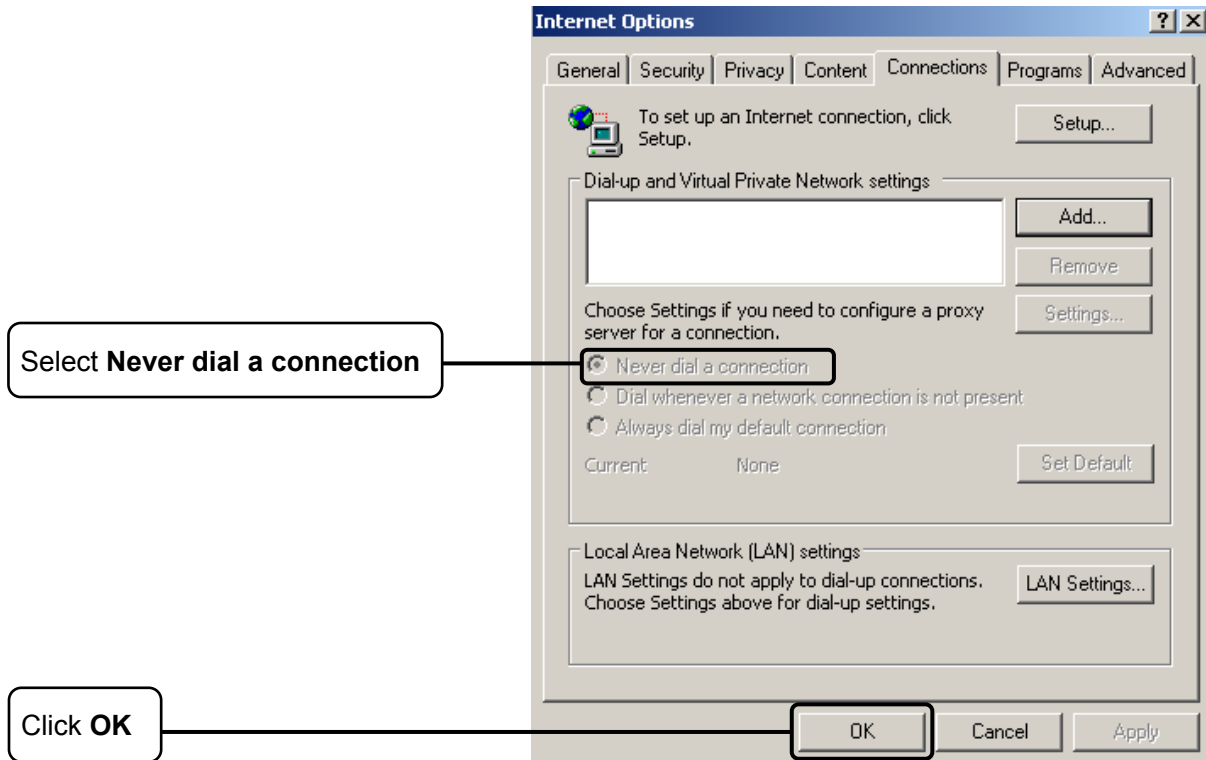 Internet Options
General Security Privacy Content Connections Programs Advanced
To set up an Internet connection, click
Setup.
Setup...
Dial-up and Virtual Private Network settings
Add...
Remove
Choose Settings if you need to configure a proxy
server for a connection.
Settings...
Select Never dial a connection
Never dial a connection
Dial whenever a network connection is not present
Always dial my default connection
Current None
Set Default
Local Area Network (LAN) settings
LAN Settings do not apply to dial-up connections.
Choose Settings above for dial-up settings.
LAN Settings...
Click OK
OK Cancel Apply